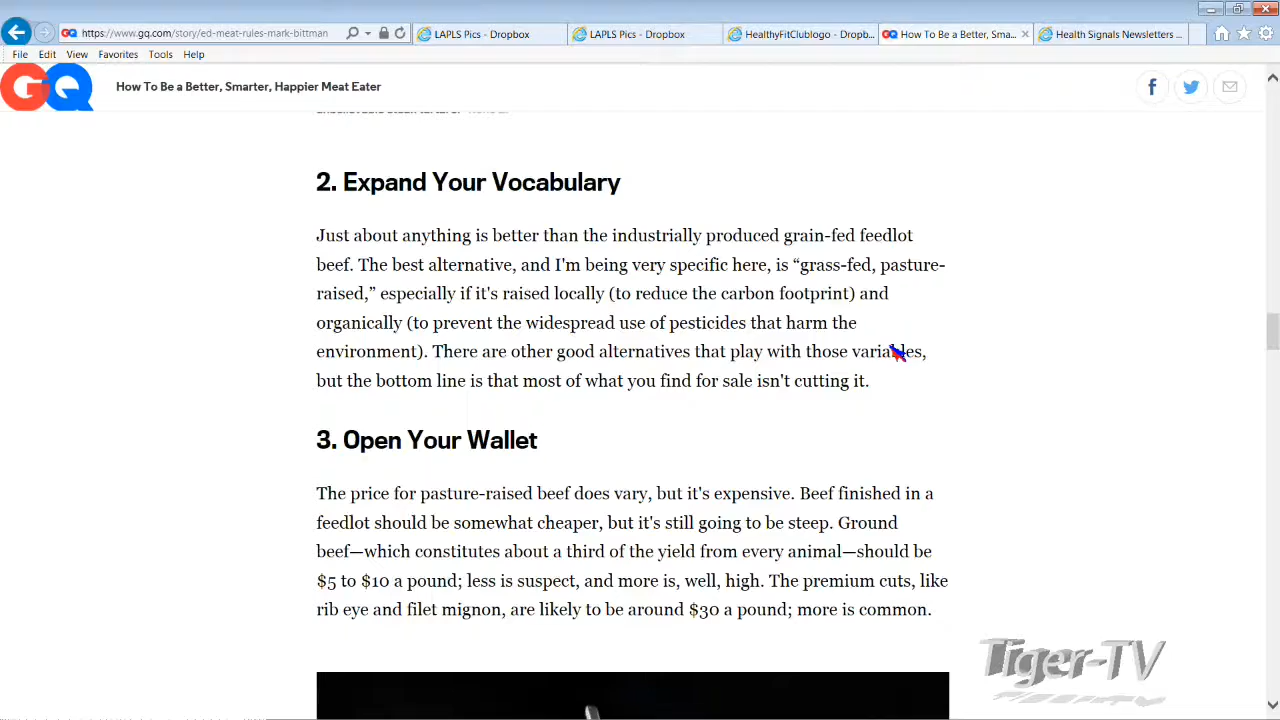 https://www.gq.com/story/ed-meat-rules-mark-bittman
LAPLS Pics - Dropbox
LAPLS Pics - Dropbox
HealthyFitClublogo - Dropb...
GQ How To Be a Better, Sma...
Health Signals Newsletters ...
File Edit View Favorites Tools Help
GQ
How To Be a Better, Smarter, Happier Meat Eater
2. Expand Your Vocabulary
Just about anything is better than the industrially produced grain-fed feedlot
beef. The best alternative, and I'm being very specific here, is “grass-fed, pasture-
raised,” especially if it's raised locally (to reduce the carbon footprint) and
organically (to prevent the widespread use of pesticides that harm the
environment). There are other good alternatives that play with those variables,
but the bottom line is that most of what you find for sale isn't cutting it.
3. Open Your Wallet
The price for pasture-raised beef does vary, but it's expensive. Beef finished in a
feedlot should be somewhat cheaper, but it's still going to be steep. Ground
beef—which constitutes about a third of the yield from every animal—should be
$5 to $10 a pound; less is suspect, and more is, well, high. The premium cuts, like
rib eye and filet mignon, are likely to be around $30 a pound; more is common.
Tiger-TV